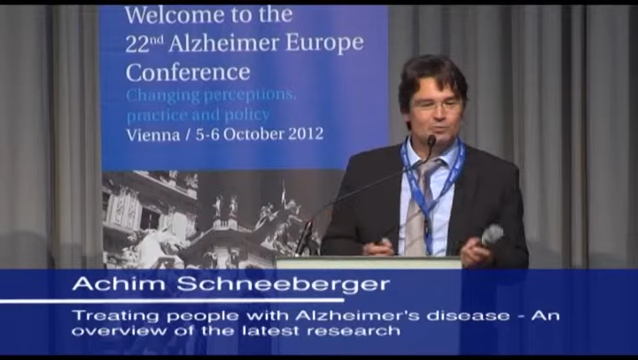 Welcome to the
22nd Alzheimer Europe
Conference
Changing perceptions,
practice and policy
Vienna / 5-6 October 2012
Achim Schneeberger
Treating people with Alzheimer's disease - An
overview of the latest research